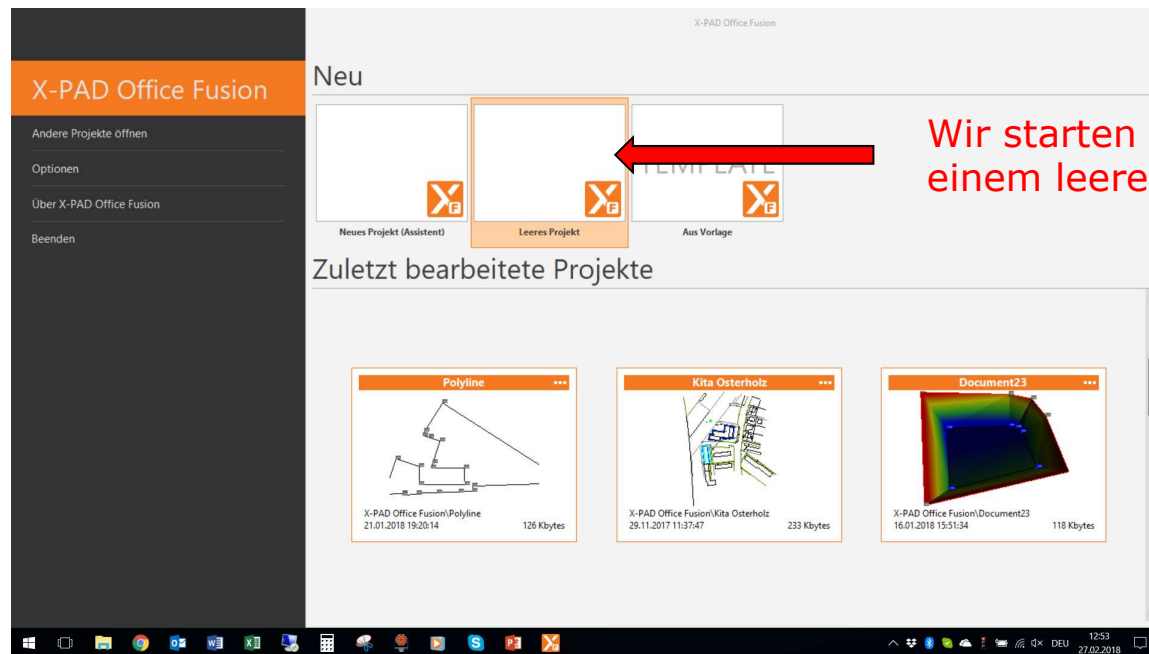 X-PAD Office Fusion
X-PAD Office Fusion
Andere Projekte öffnen
Optionen
Über X-PAD Office Fusion
Beenden
Neu
Wir starten
einem leere
TEMPLATE
Neues Projekt (Assistent)
Leeres Projekt
Aus Vorlage
Zuletzt bearbeitete Projekte
Polyline
X-PAD Office Fusion\Polyline
21.01.2018 19:20:14
126 Kbytes
Kita Osterholz
X-PAD Office Fusion\Kita Osterholz
29.11.2017 11:37:47
233 Kbytes
Document23
X-PAD Office Fusion\Document23
16.01.2018 15:51:34
118 Kbytes
DEU
12:53
27.02.2018